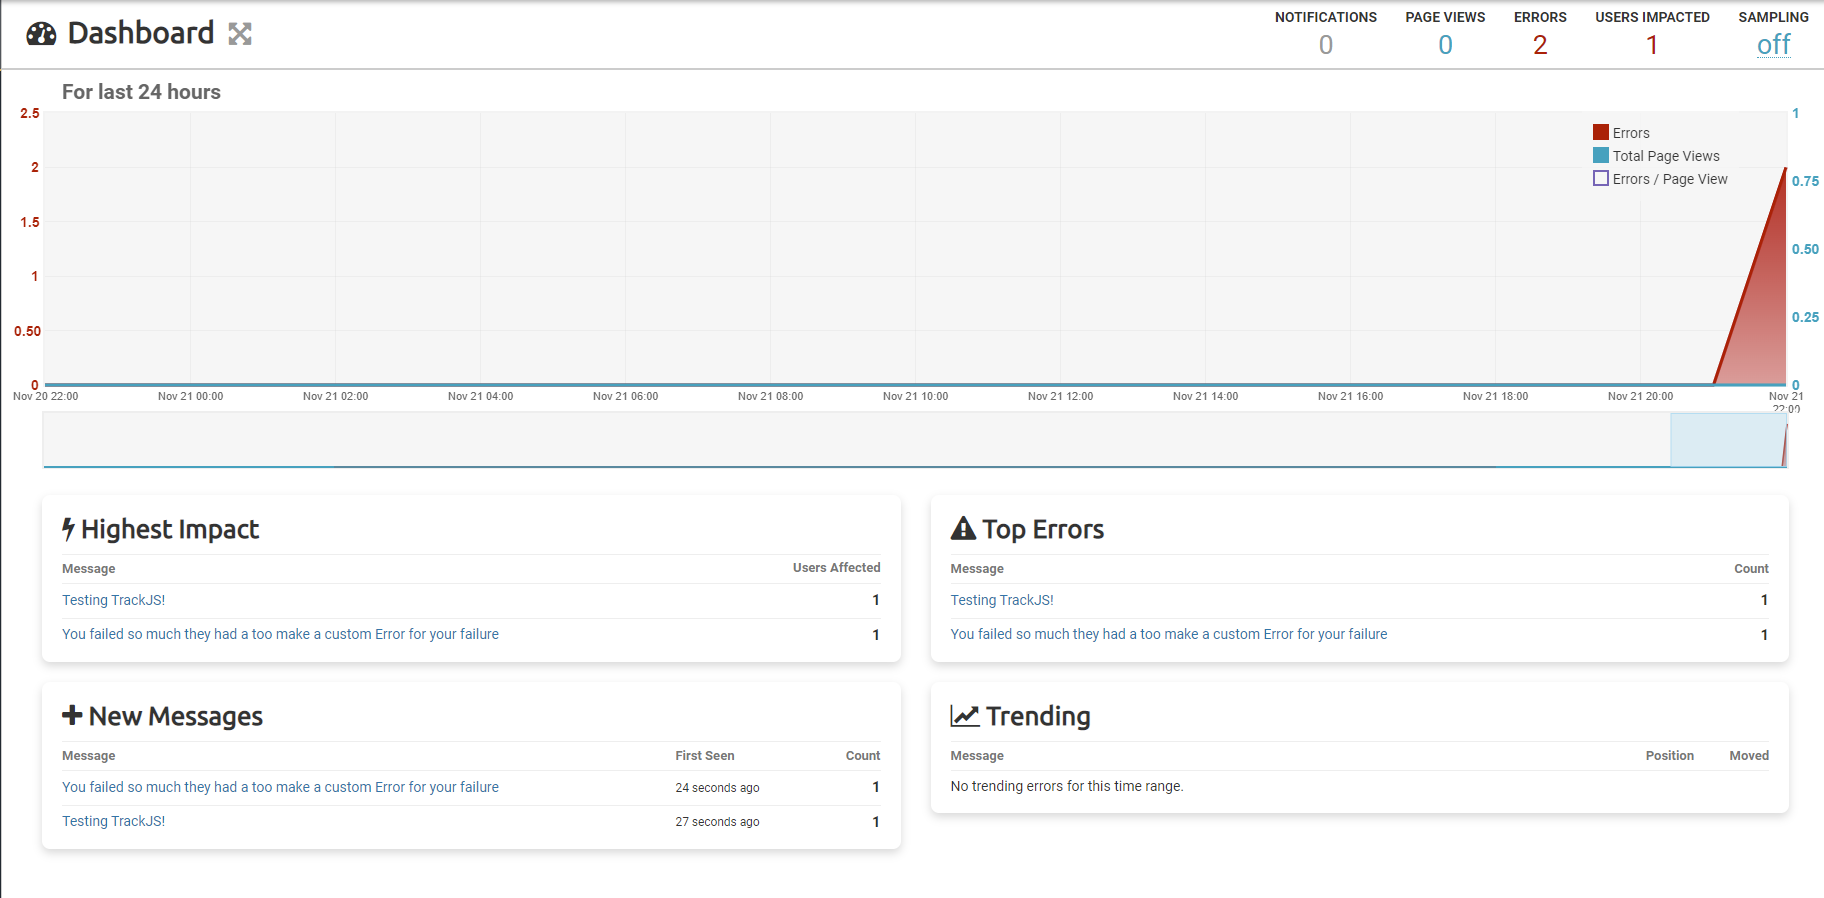 Dashboard
NOTIFICATIONS PAGE VIEWS ERRORS USERS IMPACTED SAMPLING
0 0 2 1 off
For last 24 hours
2.5 1
Errors
Total Page Views
2
Errors / Page View 0.75
1.5
0.50
1
0.25
0.50
0 0
Nov 20 22:00 Nov 21 00:00 Nov 21 02:00 Nov 21 04:00 Nov 21 06:00 Nov 21 08:00 Nov 21 10:00 Nov 21 12:00 Nov 21 14:00 Nov 21 16:00 Nov 21 18:00 Nov 21 20:00 Nov 21
22:00
Highest Impact
Message Users Affected
Testing TrackJS! 1
You failed so much they had a too make a custom Error for your failure 1
Top Errors
Message Count
Testing TrackJS! 1
You failed so much they had a too make a custom Error for your failure 1
New Messages
Message First Seen Count
You failed so much they had a too make a custom Error for your failure 24 seconds ago 1
Testing TrackJS! 27 seconds ago 1
Trending
Message Position Moved
No trending errors for this time range.